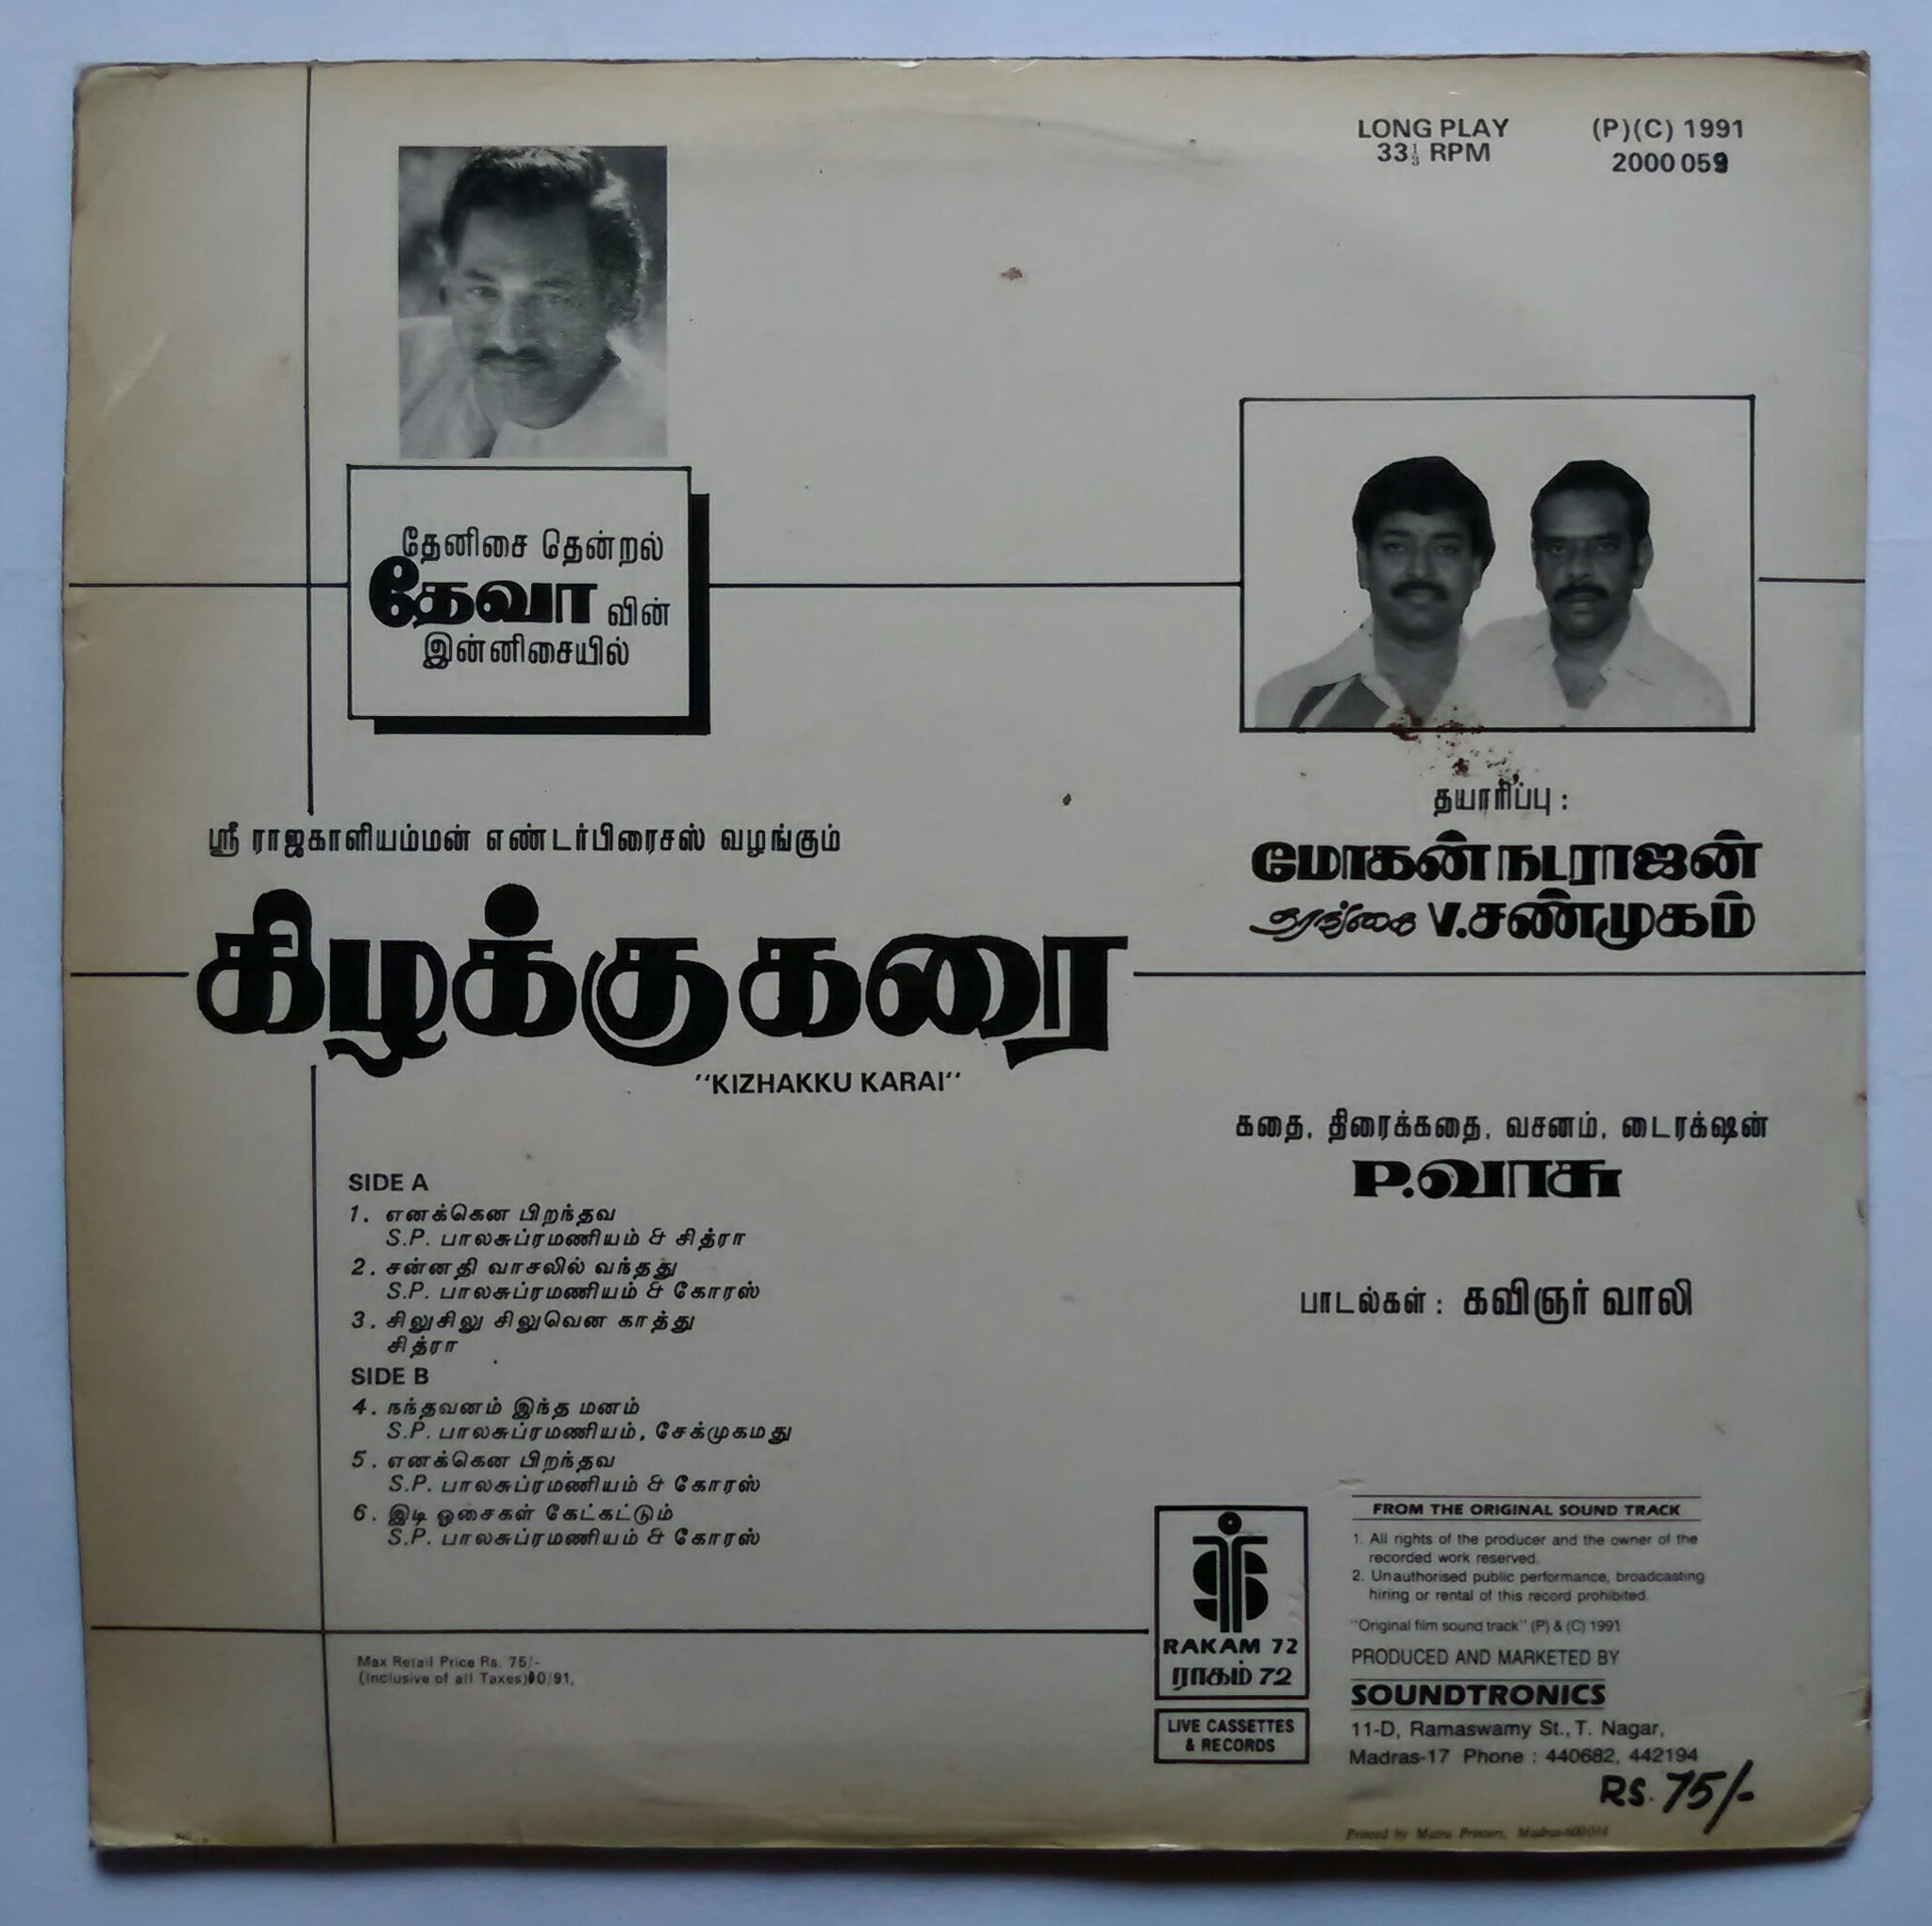 LONG PLAY
33⅓ RPM
(P)(C) 1991
2000 059
தேனிசை தென்றல்
தேவா வின்
இன்னிசையில்
தயாரிப்பு :
மோகன் நடராஜன்
தரங்கை V.சண்முகம்
ஸ்ரீ ராஜகாளியம்மன் எண்டர்பிரைசஸ் வழங்கும்
கிழக்குகரை
"KIZHAKKU KARAI"
கதை, திரைக்கதை, வசனம், டைரக்ஷன்
P.வாசு
பாடல்கள் : கவிஞர் வாலி
SIDE A
1. எனக்கென பிறந்தவ
S.P. பாலசுப்ரமணியம் & சித்ரா
2. சன்னதி வாசலில் வந்தது
S.P. பாலசுப்ரமணியம் & கோரஸ்
3. சிலுசிலு சிலுவென காத்து
சித்ரா
SIDE B
4. நந்தவனம் இந்த மனம்
S.P. பாலசுப்ரமணியம், சேக்முகமது
5. எனக்கென பிறந்தவ
S.P. பாலசுப்ரமணியம் & கோரஸ்
6. இடி ஓசைகள் கேட்கட்டும்
S.P. பாலசுப்ரமணியம் & கோரஸ்
Max Retail Price Rs. 75/-
(Inclusive of all Taxes) 10/91.
RAKAM 72
ராகம் 72
LIVE CASSETTES
& RECORDS
FROM THE ORIGINAL SOUND TRACK
1. All rights of the producer and the owner of the
recorded work reserved.
2. Unauthorised public performance, broadcasting
hiring or rental of this record prohibited.
"Original film sound track" (P) & (C) 1991
PRODUCED AND MARKETED BY
SOUNDTRONICS
11-D, Ramaswamy St., T. Nagar,
Madras-17 Phone : 440682, 442194
RS. 75/-
Printed by Matra Printers, Madras-600 014